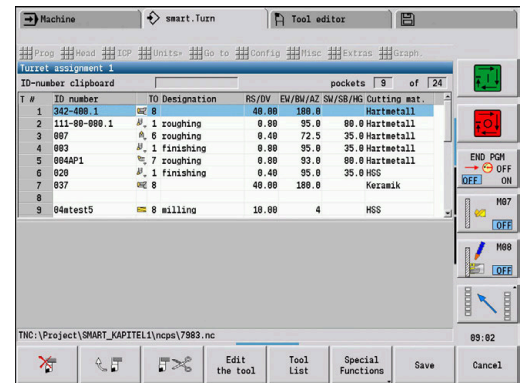 Machine smart.Turn Tool editor
Prog Head ICP Units» Go to Config Misc Extras Graph.
Turret assignment 1
ID-number clipboard pockets 9 of 24
T # ID number TO Designation RS/DV EW/BW/AZ SW/SB/HG Cutting mat.
1 342-400.1 8 40.00 180.0 Hartmetall
2 111-80-080.1 1 roughing 0.80 95.0 80.0 Hartmetall
3 007 6 roughing 0.40 72.5 35.0 Hartmetall
4 003 1 finishing 0.80 95.0 35.0 Hartmetall
5 004AP1 7 roughing 0.80 93.0 80.0 Hartmetall
6 020 1 finishing 0.40 95.0 35.0 HSS
7 037 8 40.00 180.0 Keramik
8
9 04mtest5 8 milling 10.00 4 HSS
TNC:\Project\SMART_KAPITEL1\ncps\7983.nc
END PGM
OFF
OFF ON
M07
OFF
M08
OFF
09:02
Edit the tool
Tool List
Special Functions
Save
Cancel